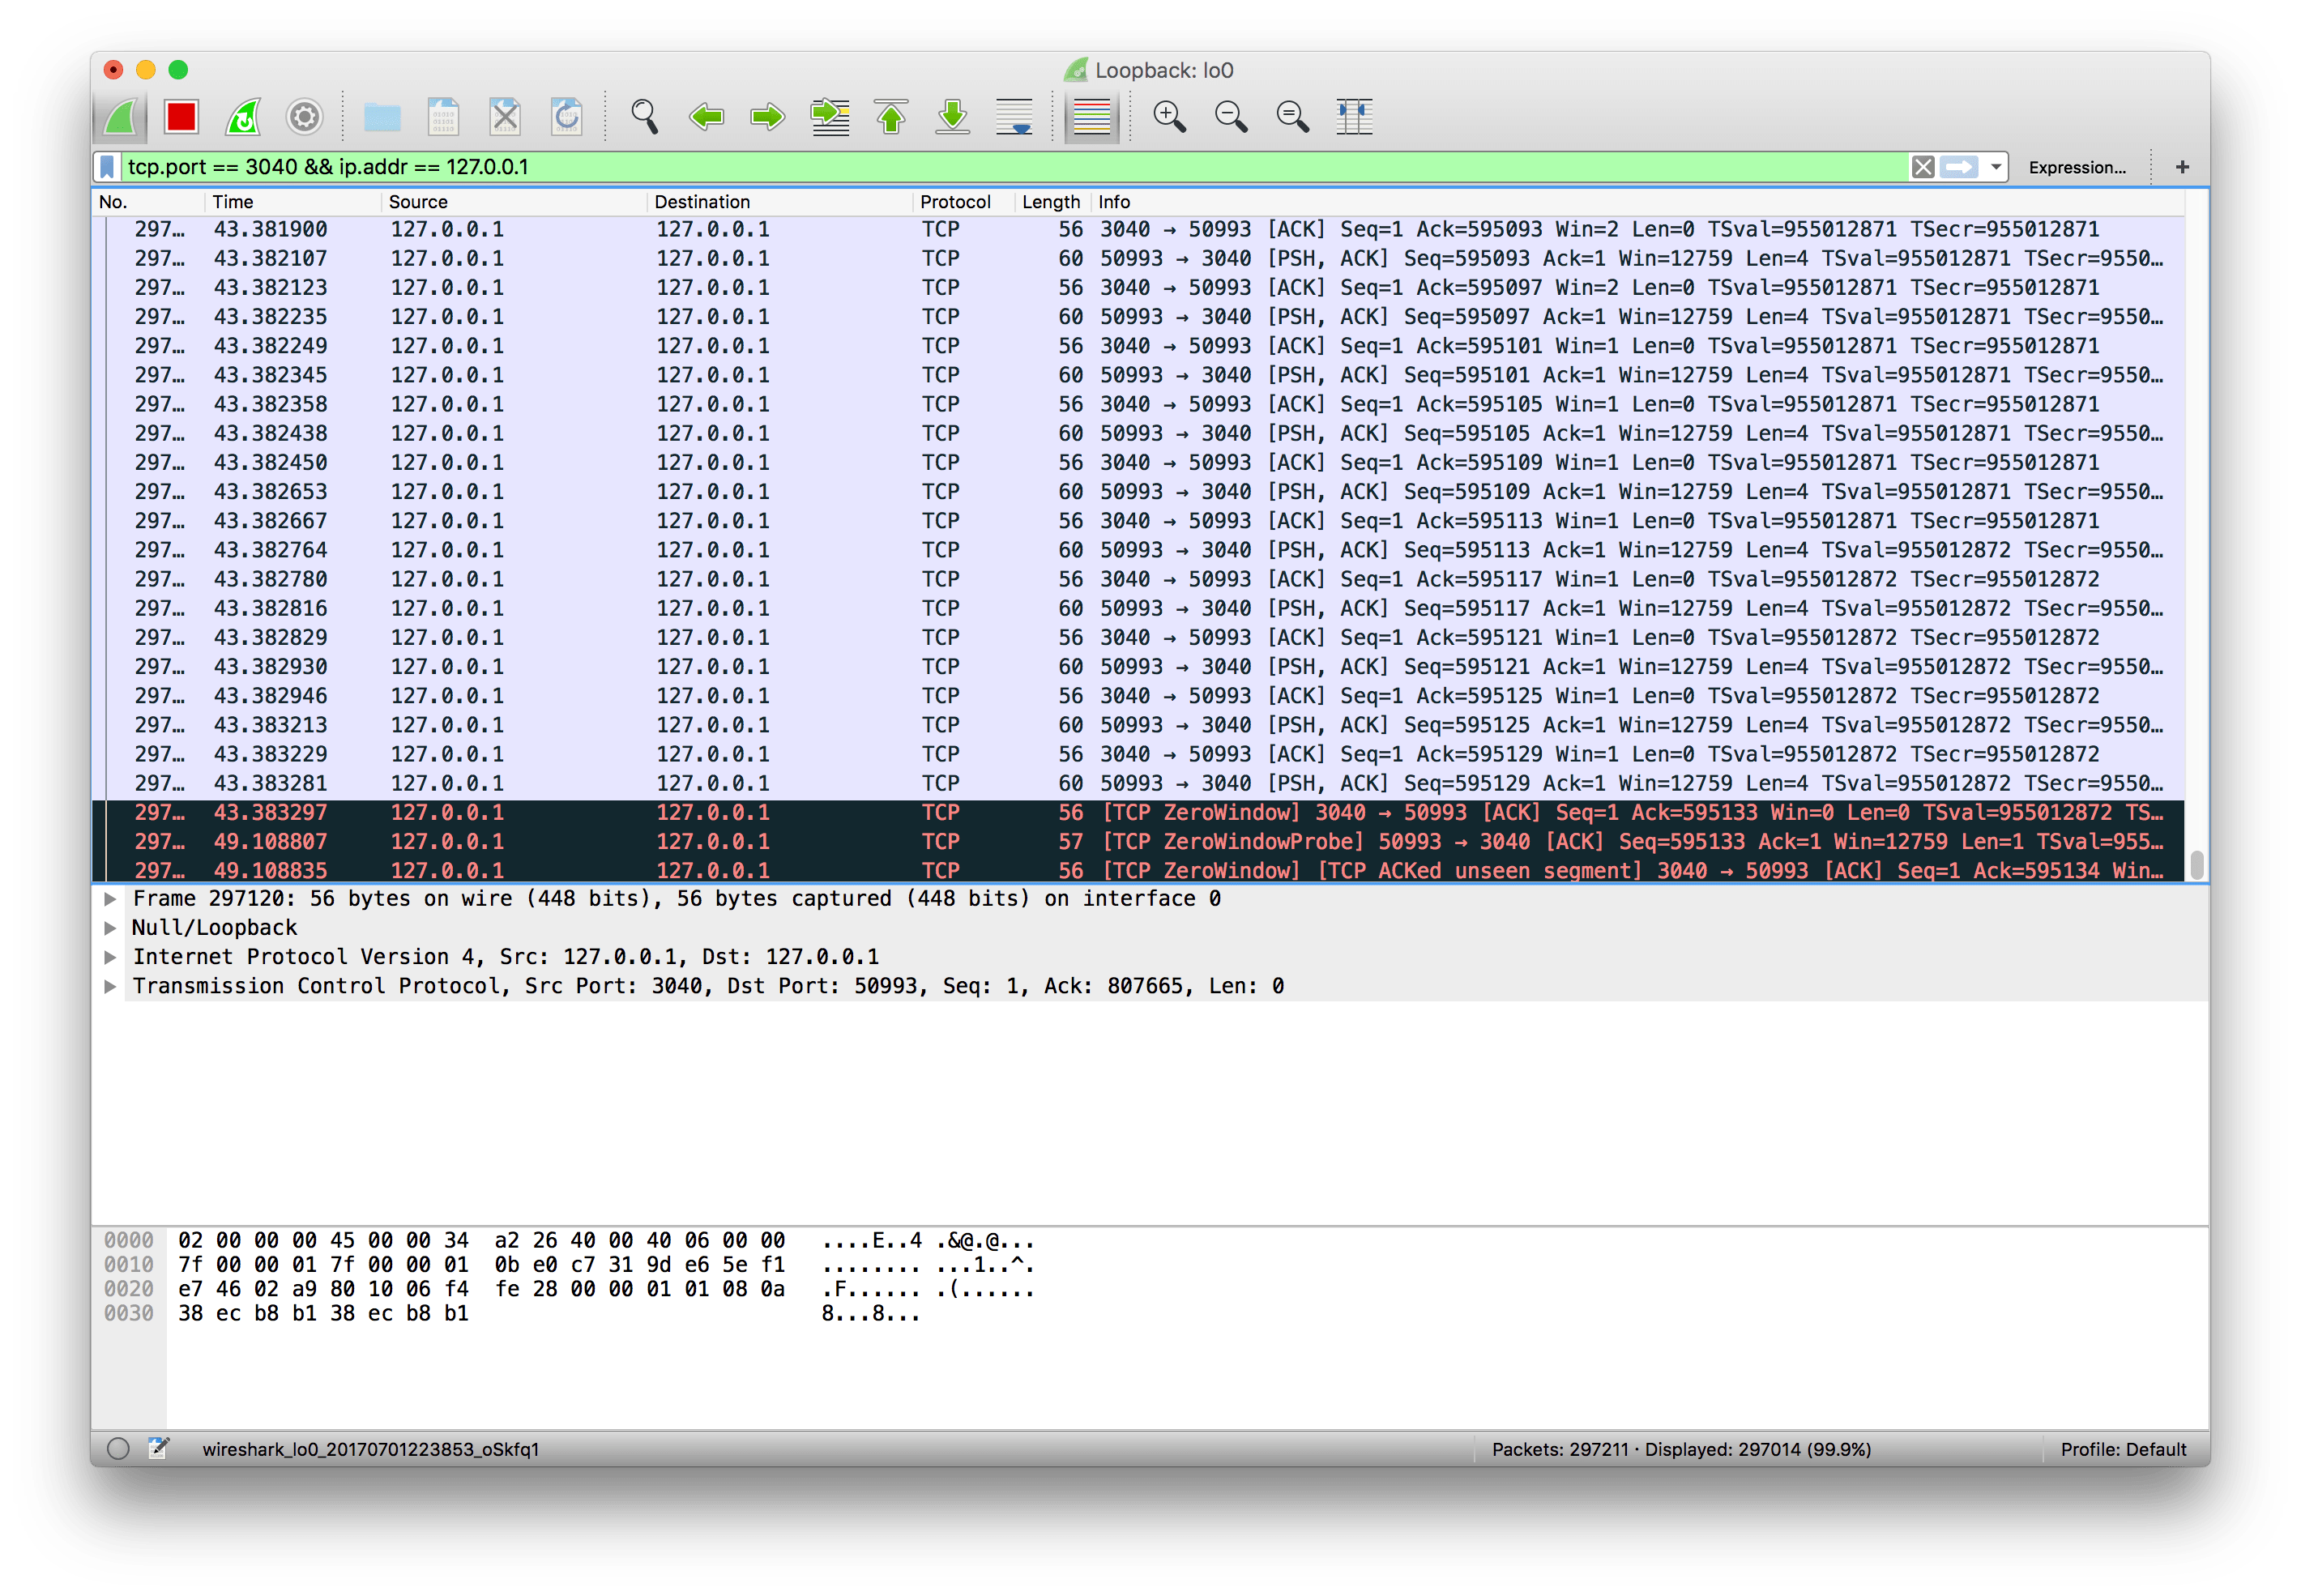 Loopback: lo0
tcp.port == 3040 && ip.addr == 127.0.0.1 Expression… +
No. Time Source Destination Protocol Length Info
297… 43.381900 127.0.0.1 127.0.0.1 TCP 56 3040 → 50993 [ACK] Seq=1 Ack=595093 Win=2 Len=0 TSval=955012871 TSecr=955012871
297… 43.382107 127.0.0.1 127.0.0.1 TCP 60 50993 → 3040 [PSH, ACK] Seq=595093 Ack=1 Win=12759 Len=4 TSval=955012871 TSecr=9550…
297… 43.382123 127.0.0.1 127.0.0.1 TCP 56 3040 → 50993 [ACK] Seq=1 Ack=595097 Win=2 Len=0 TSval=955012871 TSecr=955012871
297… 43.382235 127.0.0.1 127.0.0.1 TCP 60 50993 → 3040 [PSH, ACK] Seq=595097 Ack=1 Win=12759 Len=4 TSval=955012871 TSecr=9550…
297… 43.382249 127.0.0.1 127.0.0.1 TCP 56 3040 → 50993 [ACK] Seq=1 Ack=595101 Win=1 Len=0 TSval=955012871 TSecr=955012871
297… 43.382345 127.0.0.1 127.0.0.1 TCP 60 50993 → 3040 [PSH, ACK] Seq=595101 Ack=1 Win=12759 Len=4 TSval=955012871 TSecr=9550…
297… 43.382358 127.0.0.1 127.0.0.1 TCP 56 3040 → 50993 [ACK] Seq=1 Ack=595105 Win=1 Len=0 TSval=955012871 TSecr=955012871
297… 43.382438 127.0.0.1 127.0.0.1 TCP 60 50993 → 3040 [PSH, ACK] Seq=595105 Ack=1 Win=12759 Len=4 TSval=955012871 TSecr=9550…
297… 43.382450 127.0.0.1 127.0.0.1 TCP 56 3040 → 50993 [ACK] Seq=1 Ack=595109 Win=1 Len=0 TSval=955012871 TSecr=955012871
297… 43.382653 127.0.0.1 127.0.0.1 TCP 60 50993 → 3040 [PSH, ACK] Seq=595109 Ack=1 Win=12759 Len=4 TSval=955012871 TSecr=9550…
297… 43.382667 127.0.0.1 127.0.0.1 TCP 56 3040 → 50993 [ACK] Seq=1 Ack=595113 Win=1 Len=0 TSval=955012871 TSecr=955012871
297… 43.382764 127.0.0.1 127.0.0.1 TCP 60 50993 → 3040 [PSH, ACK] Seq=595113 Ack=1 Win=12759 Len=4 TSval=955012872 TSecr=9550…
297… 43.382780 127.0.0.1 127.0.0.1 TCP 56 3040 → 50993 [ACK] Seq=1 Ack=595117 Win=1 Len=0 TSval=955012872 TSecr=955012872
297… 43.382816 127.0.0.1 127.0.0.1 TCP 60 50993 → 3040 [PSH, ACK] Seq=595117 Ack=1 Win=12759 Len=4 TSval=955012872 TSecr=9550…
297… 43.382829 127.0.0.1 127.0.0.1 TCP 56 3040 → 50993 [ACK] Seq=1 Ack=595121 Win=1 Len=0 TSval=955012872 TSecr=955012872
297… 43.382930 127.0.0.1 127.0.0.1 TCP 60 50993 → 3040 [PSH, ACK] Seq=595121 Ack=1 Win=12759 Len=4 TSval=955012872 TSecr=9550…
297… 43.382946 127.0.0.1 127.0.0.1 TCP 56 3040 → 50993 [ACK] Seq=1 Ack=595125 Win=1 Len=0 TSval=955012872 TSecr=955012872
297… 43.383213 127.0.0.1 127.0.0.1 TCP 60 50993 → 3040 [PSH, ACK] Seq=595125 Ack=1 Win=12759 Len=4 TSval=955012872 TSecr=9550…
297… 43.383229 127.0.0.1 127.0.0.1 TCP 56 3040 → 50993 [ACK] Seq=1 Ack=595129 Win=1 Len=0 TSval=955012872 TSecr=955012872
297… 43.383281 127.0.0.1 127.0.0.1 TCP 60 50993 → 3040 [PSH, ACK] Seq=595129 Ack=1 Win=12759 Len=4 TSval=955012872 TSecr=9550…
297… 43.383297 127.0.0.1 127.0.0.1 TCP 56 [TCP ZeroWindow] 3040 → 50993 [ACK] Seq=1 Ack=595133 Win=0 Len=0 TSval=955012872 TS…
297… 49.108807 127.0.0.1 127.0.0.1 TCP 57 [TCP ZeroWindowProbe] 50993 → 3040 [ACK] Seq=595133 Ack=1 Win=12759 Len=1 TSval=955…
297… 49.108835 127.0.0.1 127.0.0.1 TCP 56 [TCP ZeroWindow] [TCP ACKed unseen segment] 3040 → 50993 [ACK] Seq=1 Ack=595134 Win…
Frame 297120: 56 bytes on wire (448 bits), 56 bytes captured (448 bits) on interface 0
Null/Loopback
Internet Protocol Version 4, Src: 127.0.0.1, Dst: 127.0.0.1
Transmission Control Protocol, Src Port: 3040, Dst Port: 50993, Seq: 1, Ack: 807665, Len: 0
0000 02 00 00 00 45 00 00 34 a2 26 40 00 40 06 00 00 ....E..4 .&@.@...
0010 7f 00 00 01 7f 00 00 01 0b e0 c7 31 9d e6 5e f1 ........ ...1..^.
0020 e7 46 02 a9 80 10 06 f4 fe 28 00 00 01 01 08 0a .F...... .(......
0030 38 ec b8 b1 38 ec b8 b1 8...8...
wireshark_lo0_20170701223853_oSkfq1 Packets: 297211 · Displayed: 297014 (99.9%) Profile: Default